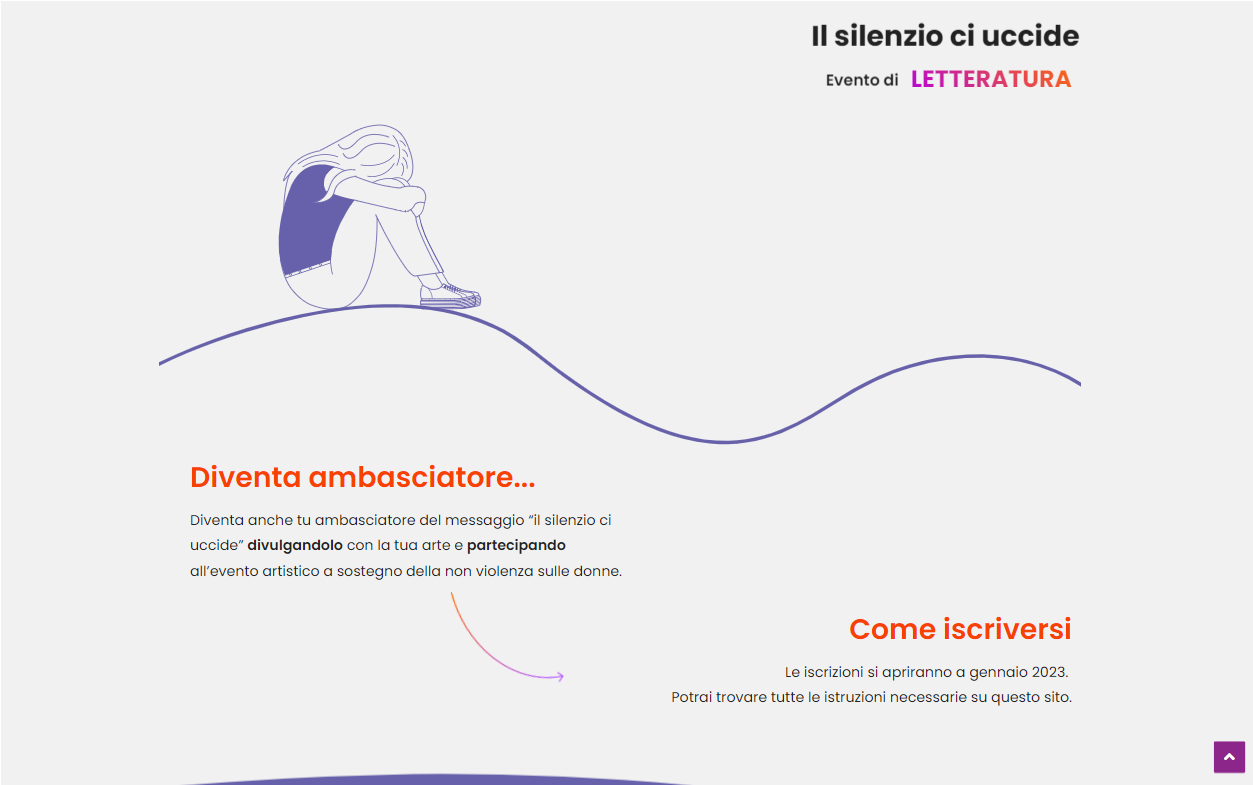 Il silenzio ci uccide
Evento di LETTERATURA
Diventa ambasciatore...
Diventa anche tu ambasciatore del messaggio “il silenzio ci
uccide” divulgandolo con la tua arte e partecipando
all’evento artistico a sostegno della non violenza sulle donne.
Come iscriversi
Le iscrizioni si apriranno a gennaio 2023.
Potrai trovare tutte le istruzioni necessarie su questo sito.